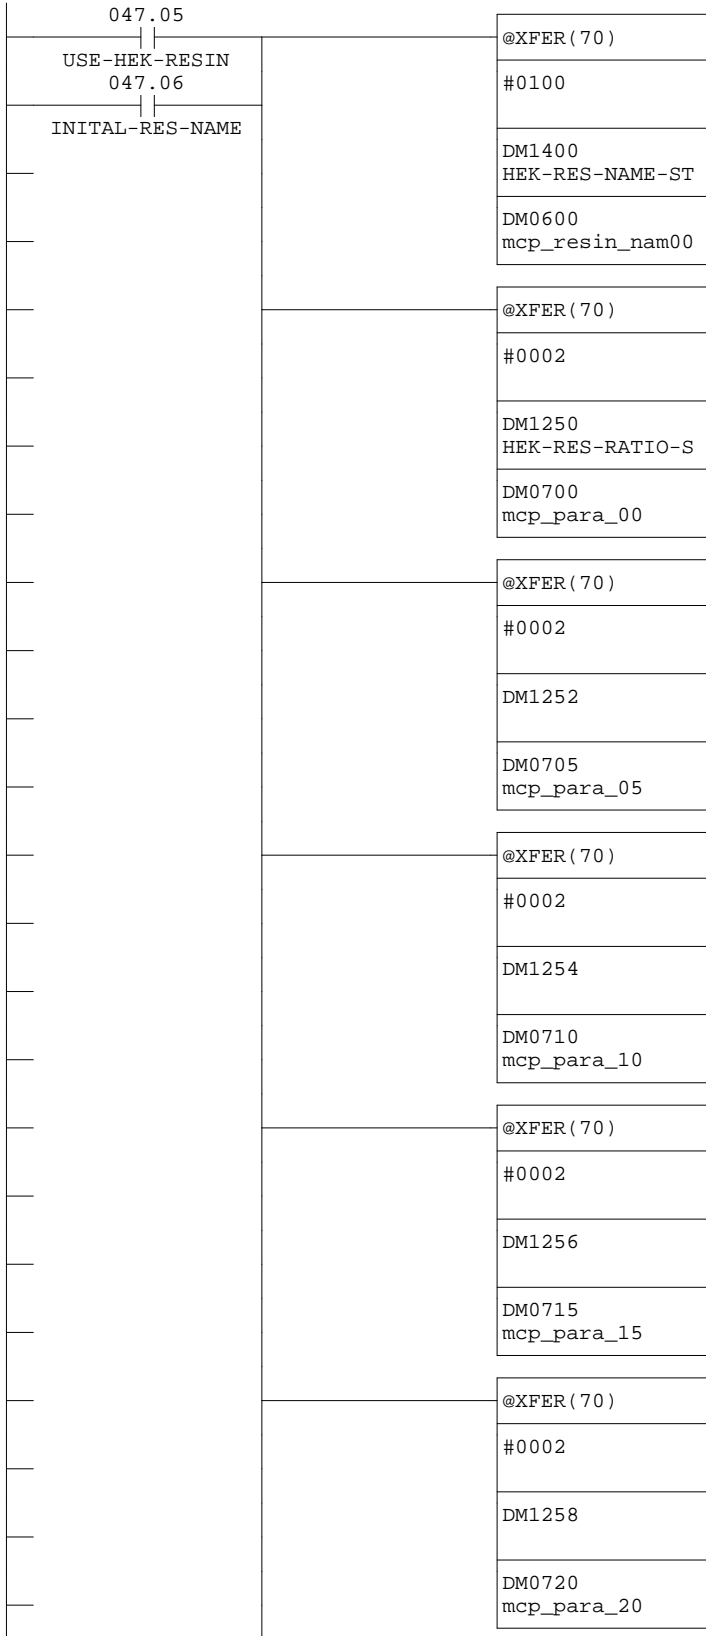 047.05
USE-HEK-RESIN
047.06
INITAL-RES-NAME
@XFER(70)
#0100
DM1400
HEK-RES-NAME-ST
DM0600
mcp_resin_nam00
@XFER(70)
#0002
DM1250
HEK-RES-RATIO-S
DM0700
mcp_para_00
@XFER(70)
#0002
DM1252
DM0705
mcp_para_05
@XFER(70)
#0002
DM1254
DM0710
mcp_para_10
@XFER(70)
#0002
DM1256
DM0715
mcp_para_15
@XFER(70)
#0002
DM1258
DM0720
mcp_para_20